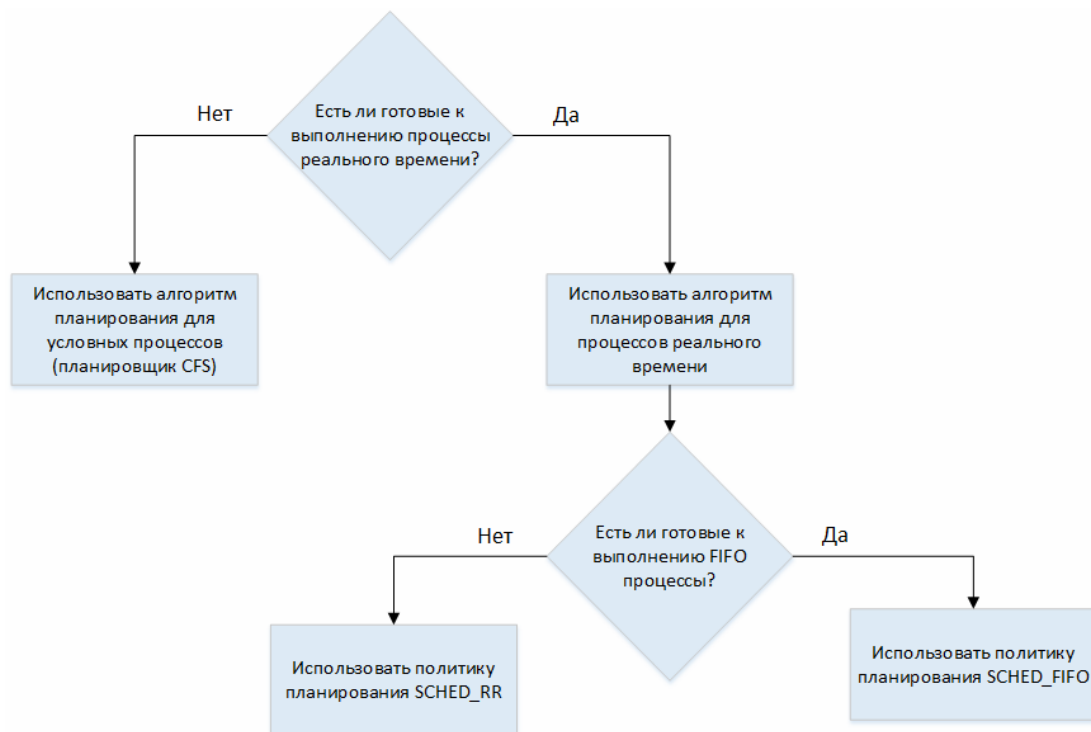 Нет
Есть ли готовые к
выполнению процессы
реального времени?
Да
Использовать алгоритм
планирования для
условных процессов
(планировщик CFS)
Использовать алгоритм
планирования для
процессов реального
времени
Нет
Есть ли готовые к
выполнению FIFO
процессы?
Да
Использовать политику
планирования SCHED_RR
Использовать политику
планирования SCHED_FIFO